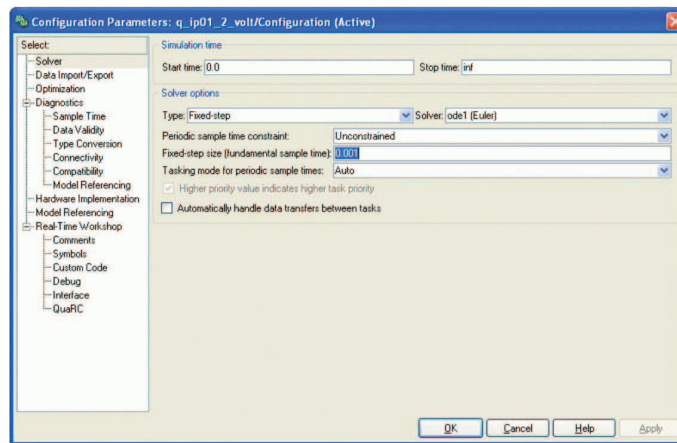 Configuration Parameters: q_ip01_2_volt/Configuration (Active)
Select:
Solver
Data Import/Export
Optimization
Diagnostics
Sample Time
Data Validity
Type Conversion
Connectivity
Compatibility
Model Referencing
Hardware Implementation
Model Referencing
Real-Time Workshop
Comments
Symbols
Custom Code
Debug
Interface
QuaRC
Simulation time
Start time: 0.0 Stop time: inf
Solver options
Type: Fixed-step Solver: ode1 (Euler)
Periodic sample time constraint: Unconstrained
Fixed-step size (fundamental sample time): 0.001
Tasking mode for periodic sample times: Auto
Higher priority value indicates higher task priority
Automatically handle data transfers between tasks
OK Cancel Help Apply